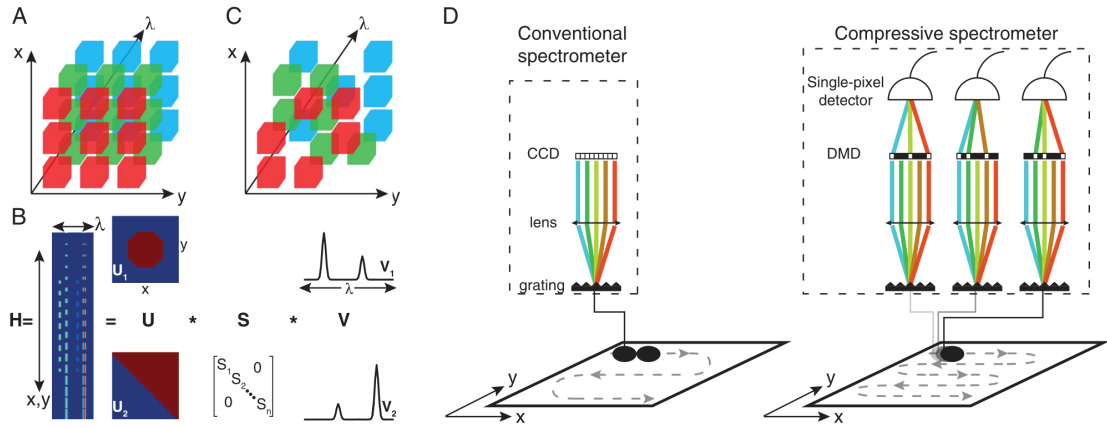 A
λ
x
y
C
λ
x
y
B
λ
H=
x,y
U₁
y
x
= U * S * V
U₂
S₁ 0
S₂
0 Sₙ
V₁
λ
V₂
D
Conventional
spectrometer
CCD
lens
grating
y
x
Compressive spectrometer
Single-pixel
detector
DMD
y
x